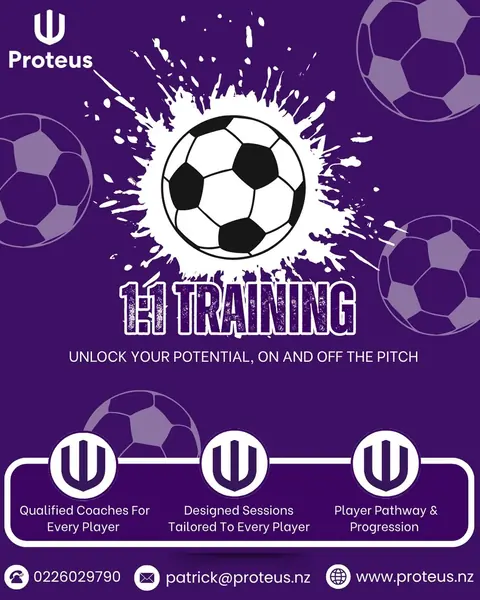 Proteus
1:1 TRAINING
UNLOCK YOUR POTENTIAL, ON AND OFF THE PITCH
Qualified Coaches For
Every Player
Designed Sessions
Tailored To Every Player
Player Pathway &
Progression
0226029790
patrick@proteus.nz
www.proteus.nz